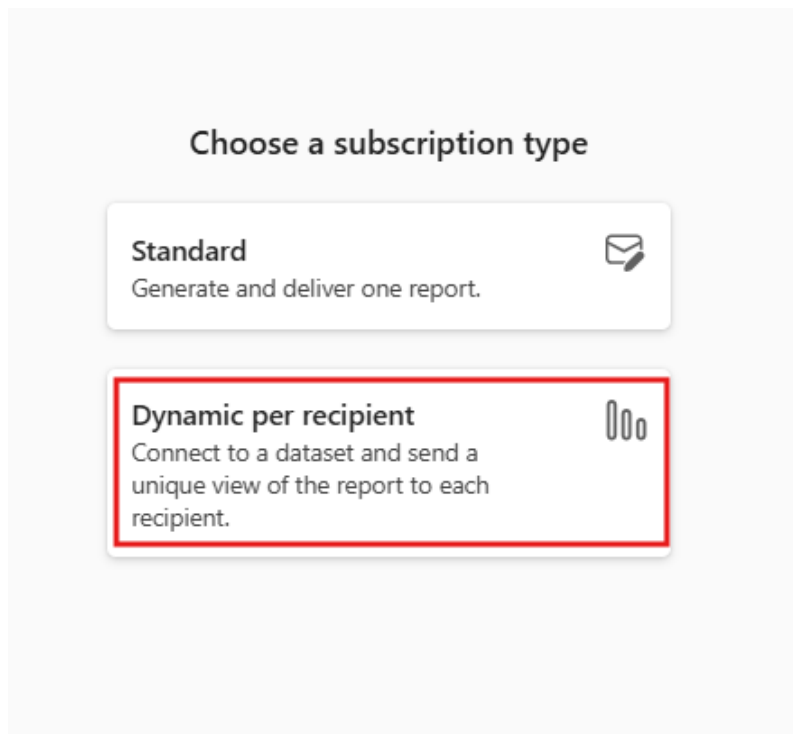 Choose a subscription type
Standard
Generate and deliver one report.
Dynamic per recipient
Connect to a dataset and send a
unique view of the report to each
recipient.